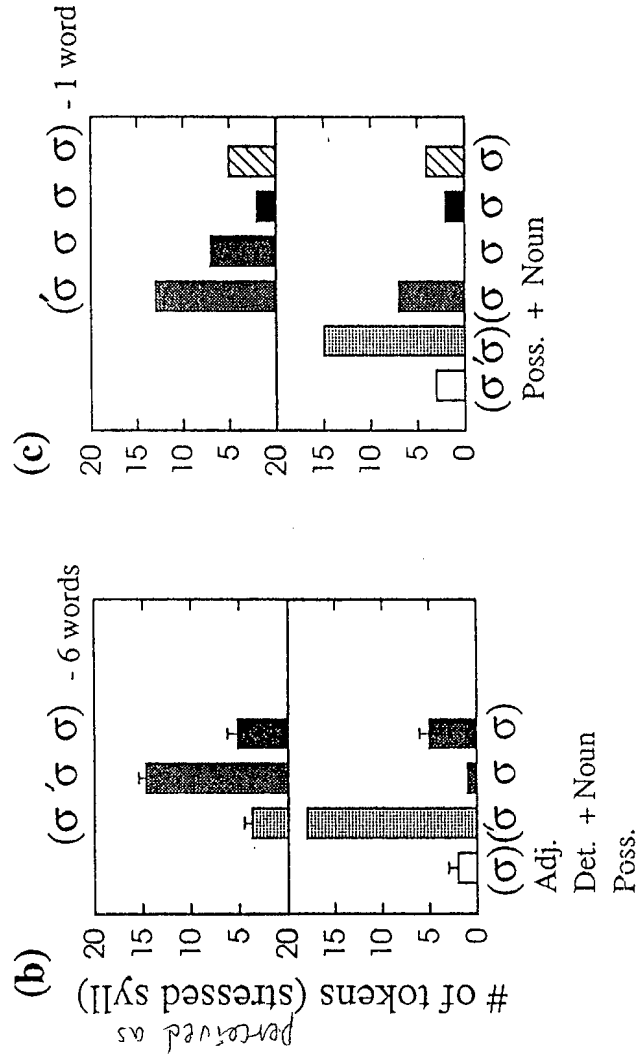 (b)
(σ ˈσ σ) - 6 words
20
15
10
5
20
15
10
5
0
# of tokens (stressed syll)
perceived as
(σ)(ˈσ σ σ)
Adj.
Det. + Noun
Poss.
(c)
(ˈσ σ σ σ) - 1 word
20
15
10
5
20
15
10
5
0
(σ ˈσ)(σ σ σ σ)
Poss. + Noun